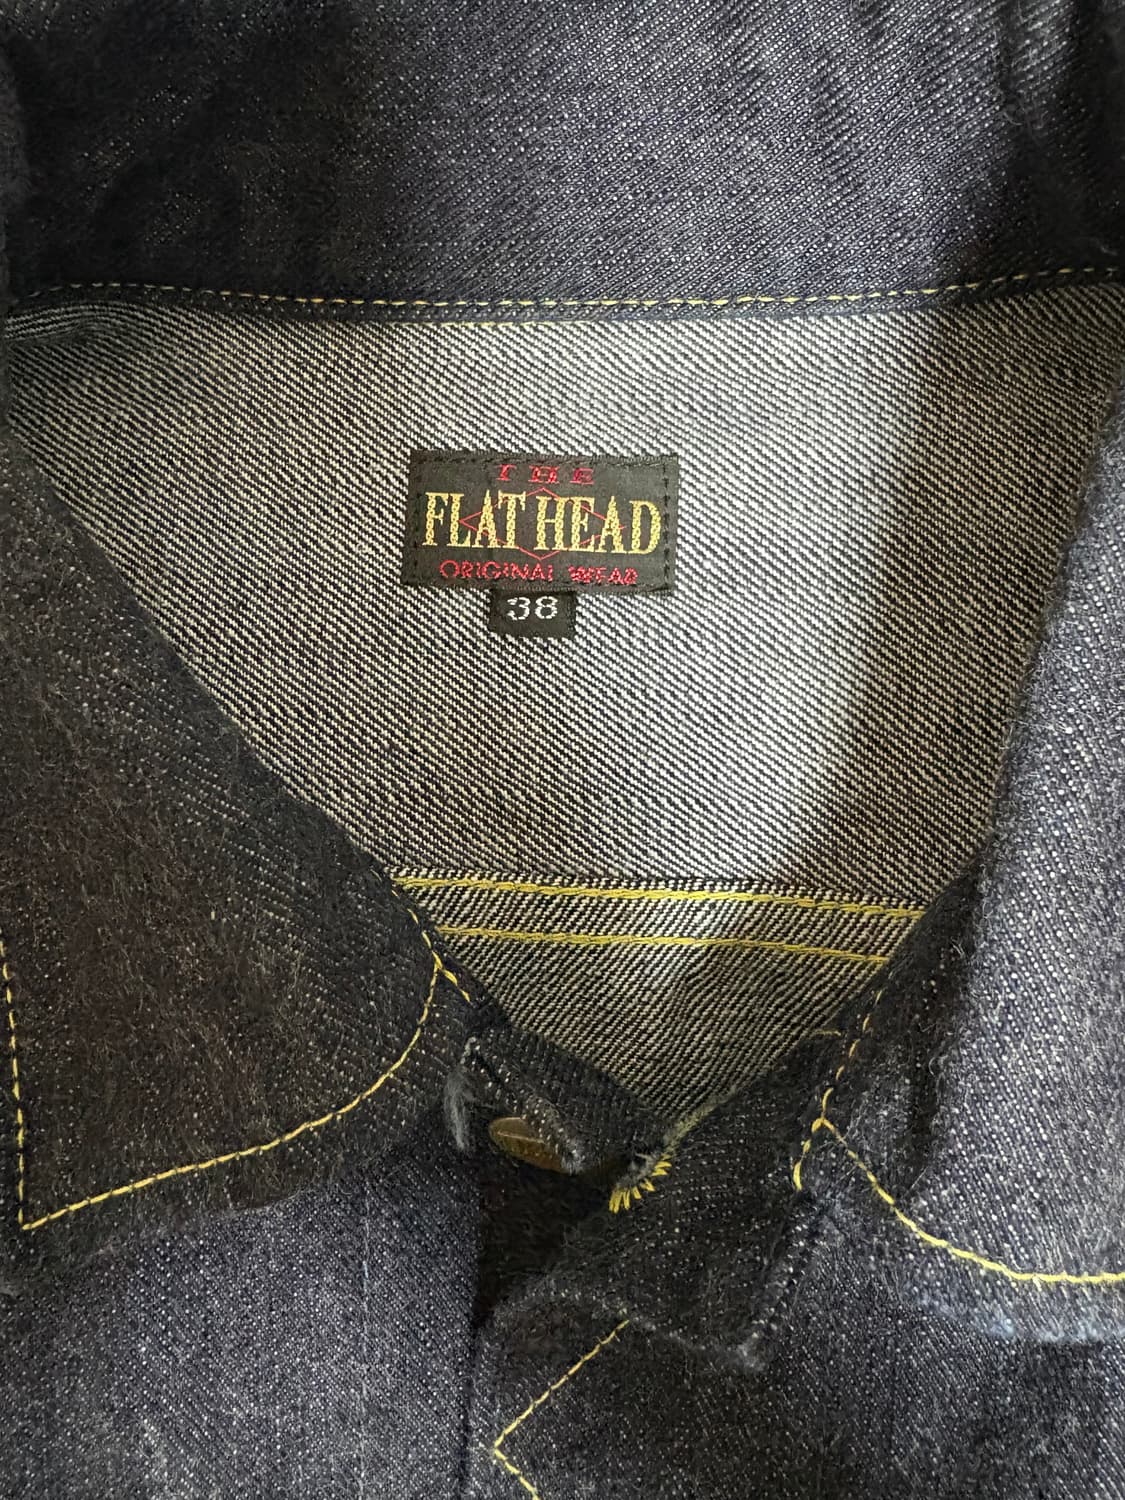 THE
FLAT HEAD
ORIGINAL WEAR
38